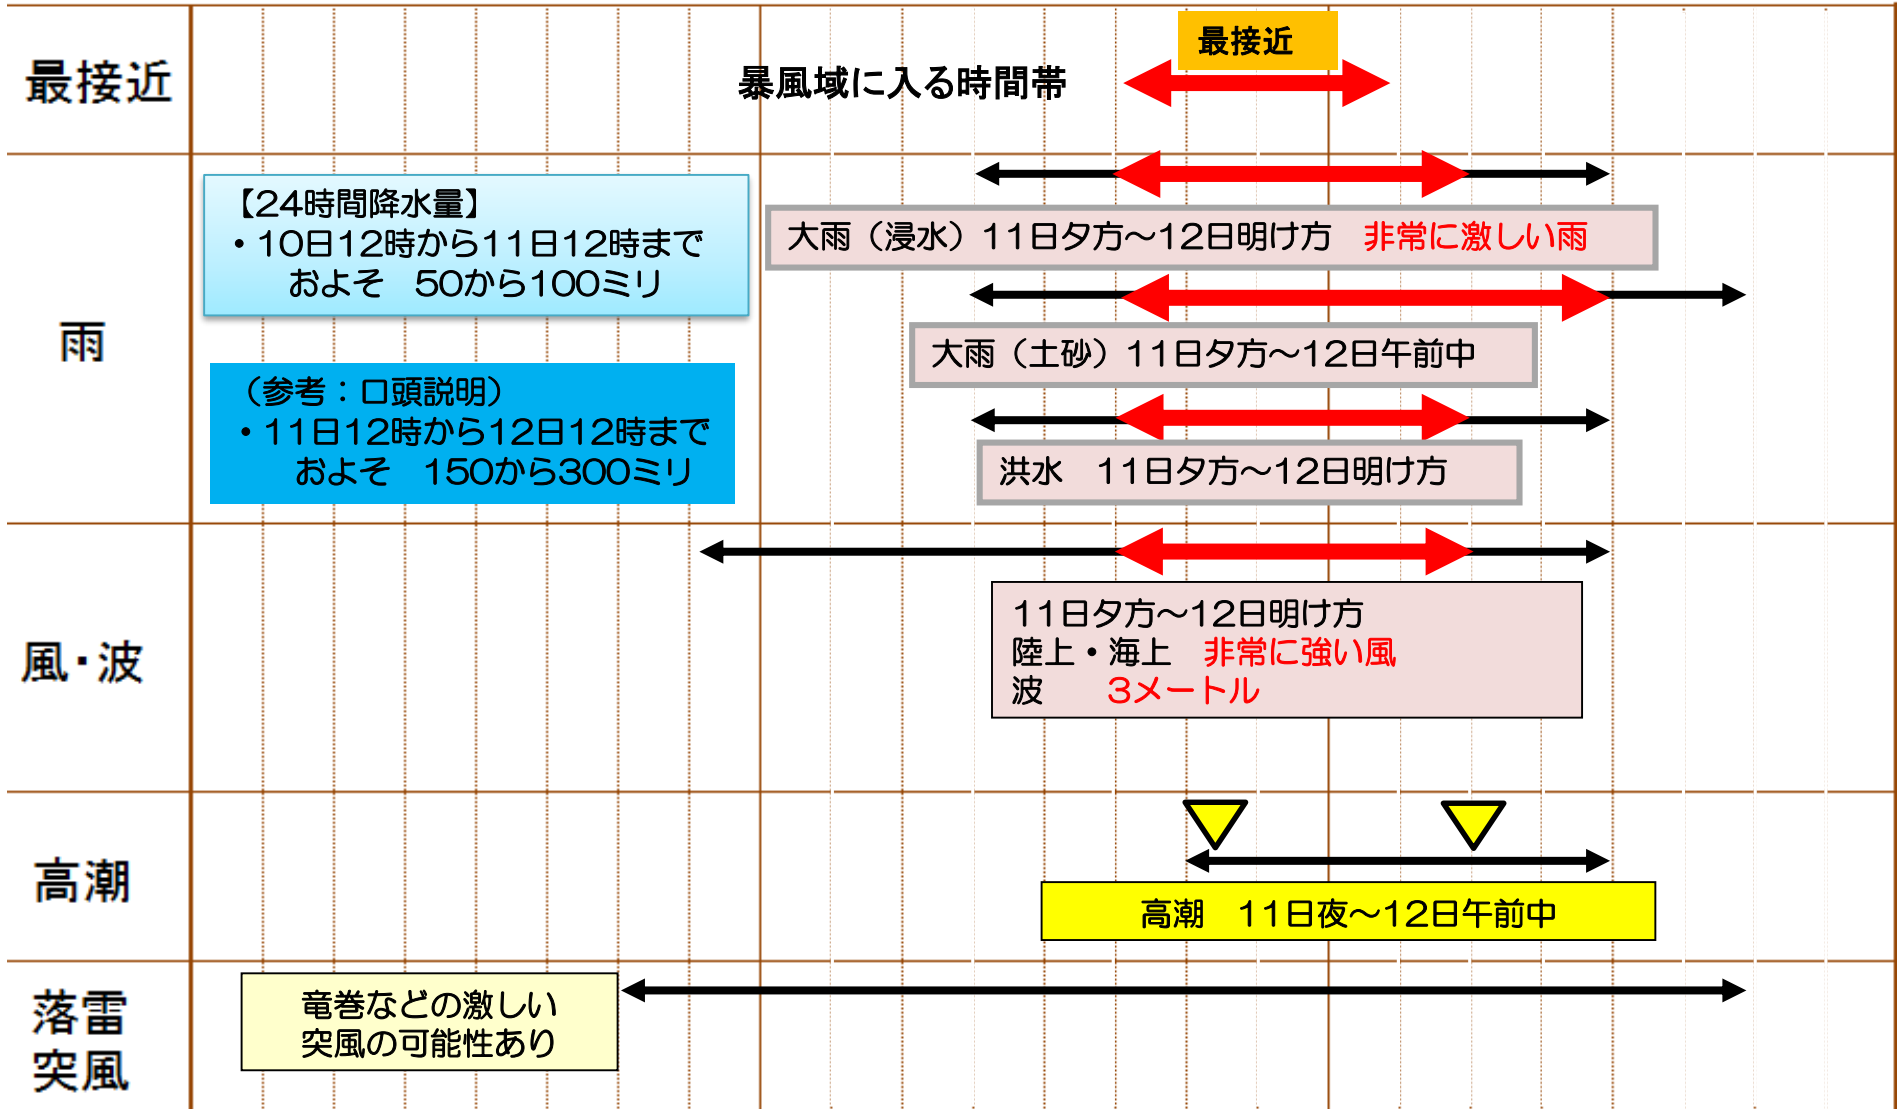 最接近
暴風域に入る時間帯
最接近
雨
【24時間降水量】
・10日12時から11日12時まで
およそ　50から100ミリ
（参考：口頭説明）
・11日12時から12日12時まで
およそ　150から300ミリ
大雨（浸水）11日夕方～12日明け方　非常に激しい雨
大雨（土砂）11日夕方～12日午前中
洪水　11日夕方～12日明け方
風・波
11日夕方～12日明け方
陸上・海上　非常に強い風
波　　3メートル
高潮
高潮　11日夜～12日午前中
落雷
突風
竜巻などの激しい
突風の可能性あり